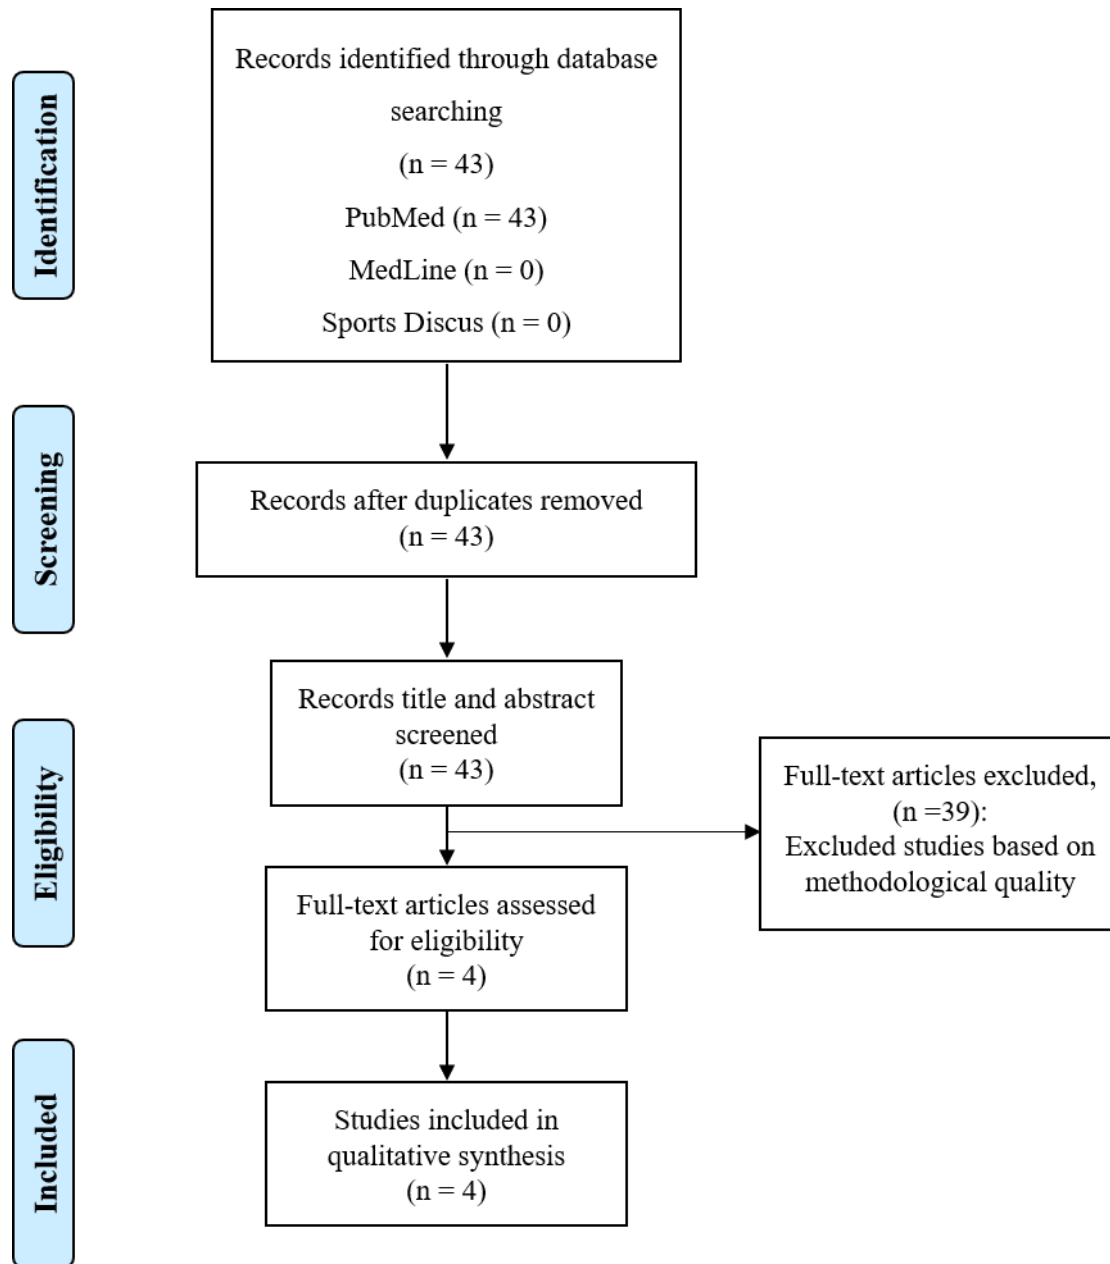 Identification
Records identified through database
searching
(n = 43)
PubMed (n = 43)
MedLine (n = 0)
Sports Discus (n = 0)
Screening
Records after duplicates removed
(n = 43)
Eligibility
Records title and abstract
screened
(n = 43)
Full-text articles excluded,
(n =39):
Excluded studies based on
methodological quality
Full-text articles assessed
for eligibility
(n = 4)
Included
Studies included in
qualitative synthesis
(n = 4)